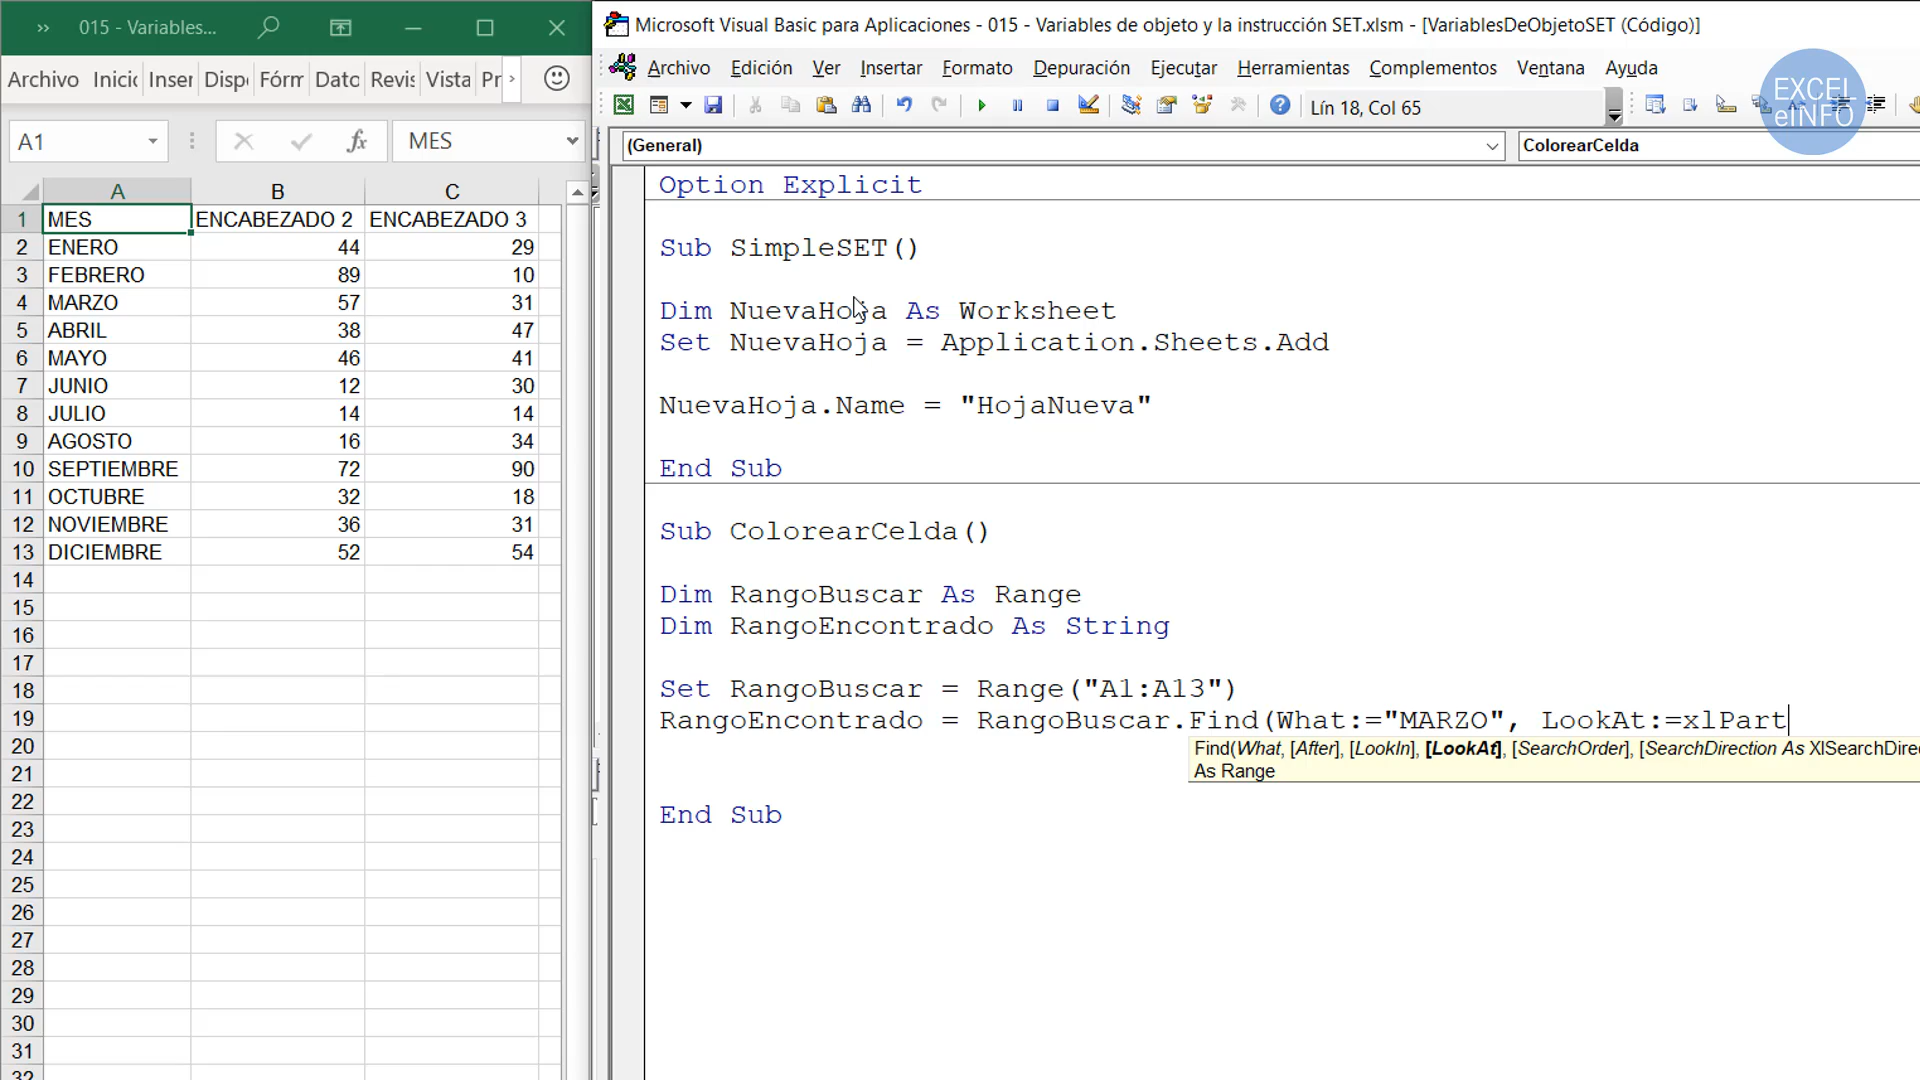 » 015 - Variables...
Archivo Inicio Inser Dispo Fórm Dato Revis Vista Pr
A1 fx MES
A B C
1 MES ENCABEZADO 2 ENCABEZADO 3
2 ENERO 44 29
3 FEBRERO 89 10
4 MARZO 57 31
5 ABRIL 38 47
6 MAYO 46 41
7 JUNIO 12 30
8 JULIO 14 14
9 AGOSTO 16 34
10 SEPTIEMBRE 72 90
11 OCTUBRE 32 18
12 NOVIEMBRE 36 31
13 DICIEMBRE 52 54
14
15
16
17
18
19
20
21
22
23
24
25
26
27
28
29
30
31
32
Microsoft Visual Basic para Aplicaciones - 015 - Variables de objeto y la instrucción SET.xlsm - [VariablesDeObjetoSET (Código)]
Archivo Edición Ver Insertar Formato Depuración Ejecutar Herramientas Complementos Ventana Ayuda
Lín 18, Col 65
EXCEL
eINFO
(General) ColorearCelda
Option Explicit
Sub SimpleSET()
Dim NuevaHoja As Worksheet
Set NuevaHoja = Application.Sheets.Add
NuevaHoja.Name = "HojaNueva"
End Sub
Sub ColorearCelda()
Dim RangoBuscar As Range
Dim RangoEncontrado As String
Set RangoBuscar = Range("A1:A13")
RangoEncontrado = RangoBuscar.Find(What:="MARZO", LookAt:=xlPart
Find(What, [After], [LookIn], [LookAt], [SearchOrder], [SearchDirection As XlSearchDire
As Range
End Sub